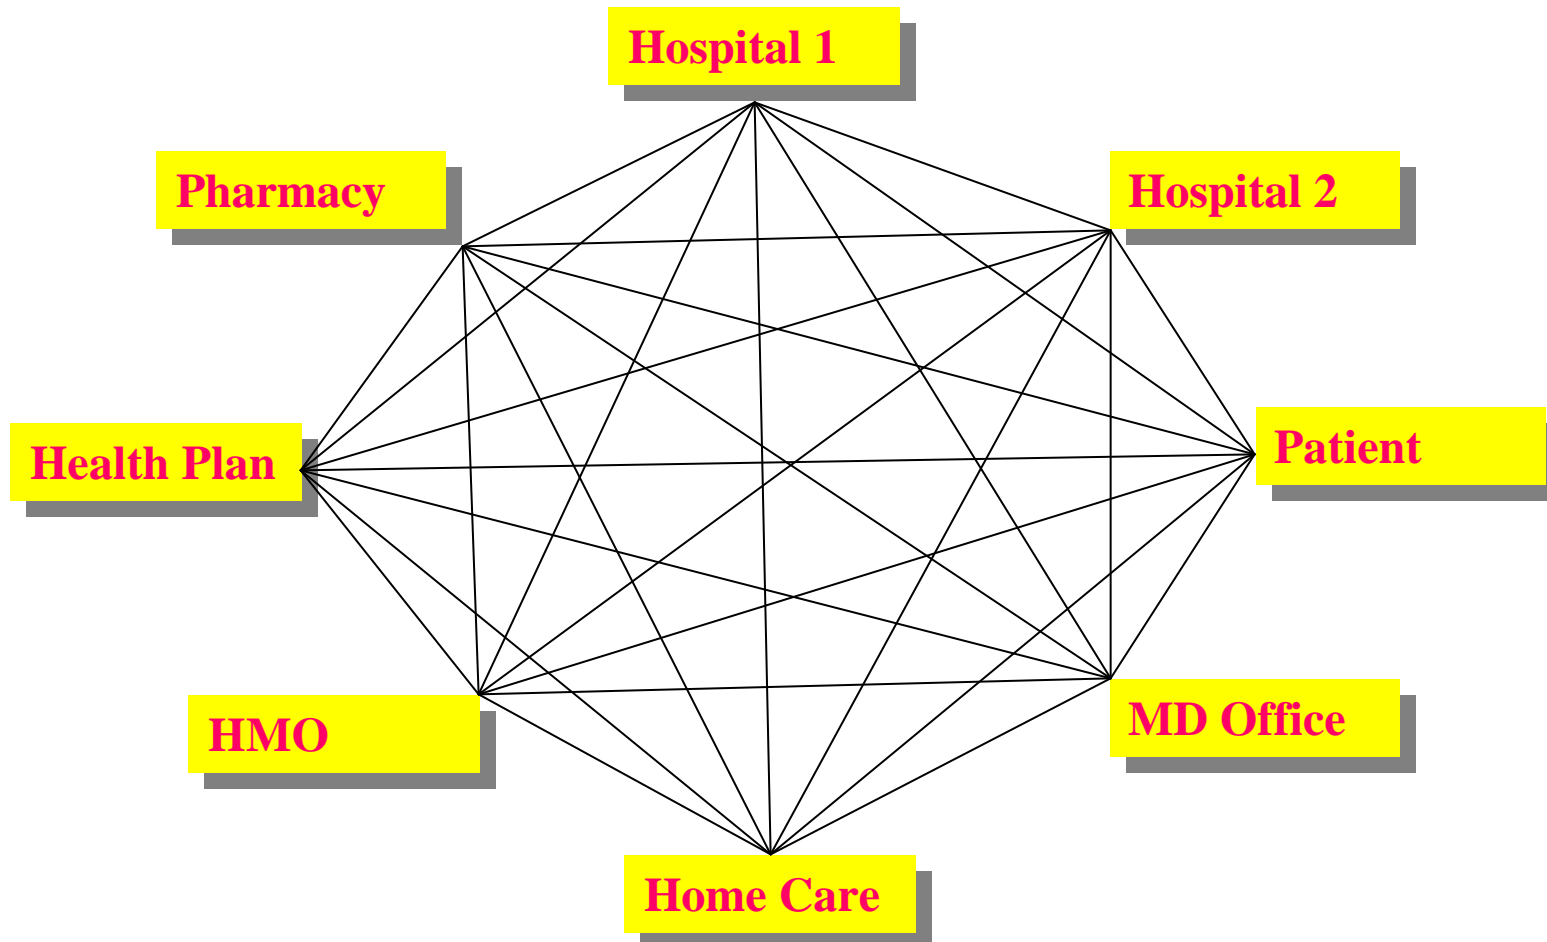 Hospital 1
Pharmacy
Hospital 2
Health Plan
Patient
HMO
MD Office
Home Care